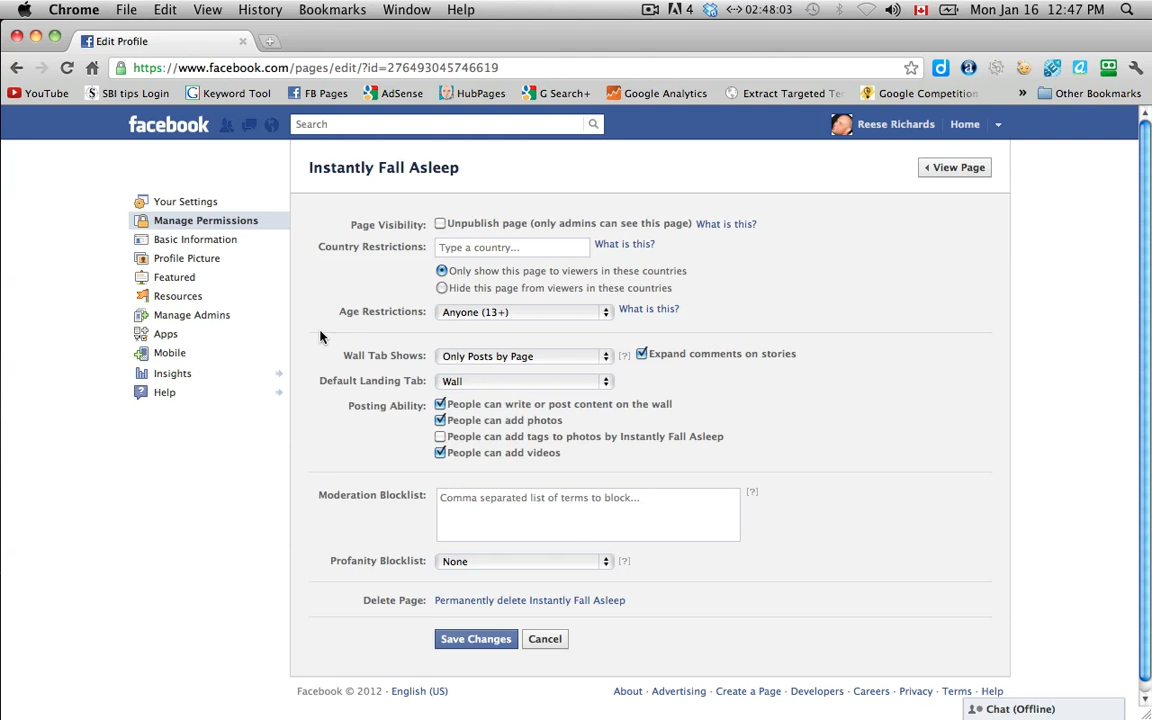 Chrome File Edit View History Bookmarks Window Help 4 02:48:03 Mon Jan 16 12:47 PM
Edit Profile
https://www.facebook.com/pages/edit/?id=276493045746619
YouTube SBI tips Login Keyword Tool FB Pages AdSense HubPages G Search+ Google Analytics Extract Targeted Te Google Competition » Other Bookmarks
facebook Search Reese Richards Home
Instantly Fall Asleep View Page
Your Settings
Manage Permissions
Basic Information
Profile Picture
Featured
Resources
Manage Admins
Apps
Mobile
Insights
Help
Page Visibility: Unpublish page (only admins can see this page) What is this?
Country Restrictions: Type a country... What is this?
Only show this page to viewers in these countries
Hide this page from viewers in these countries
Age Restrictions: Anyone (13+) What is this?
Wall Tab Shows: Only Posts by Page [?] Expand comments on stories
Default Landing Tab: Wall
Posting Ability: People can write or post content on the wall
People can add photos
People can add tags to photos by Instantly Fall Asleep
People can add videos
Moderation Blocklist: Comma separated list of terms to block... [?]
Profanity Blocklist: None [?]
Delete Page: Permanently delete Instantly Fall Asleep
Save Changes Cancel
Facebook © 2012 · English (US) About · Advertising · Create a Page · Developers · Careers · Privacy · Terms · Help
Chat (Offline)